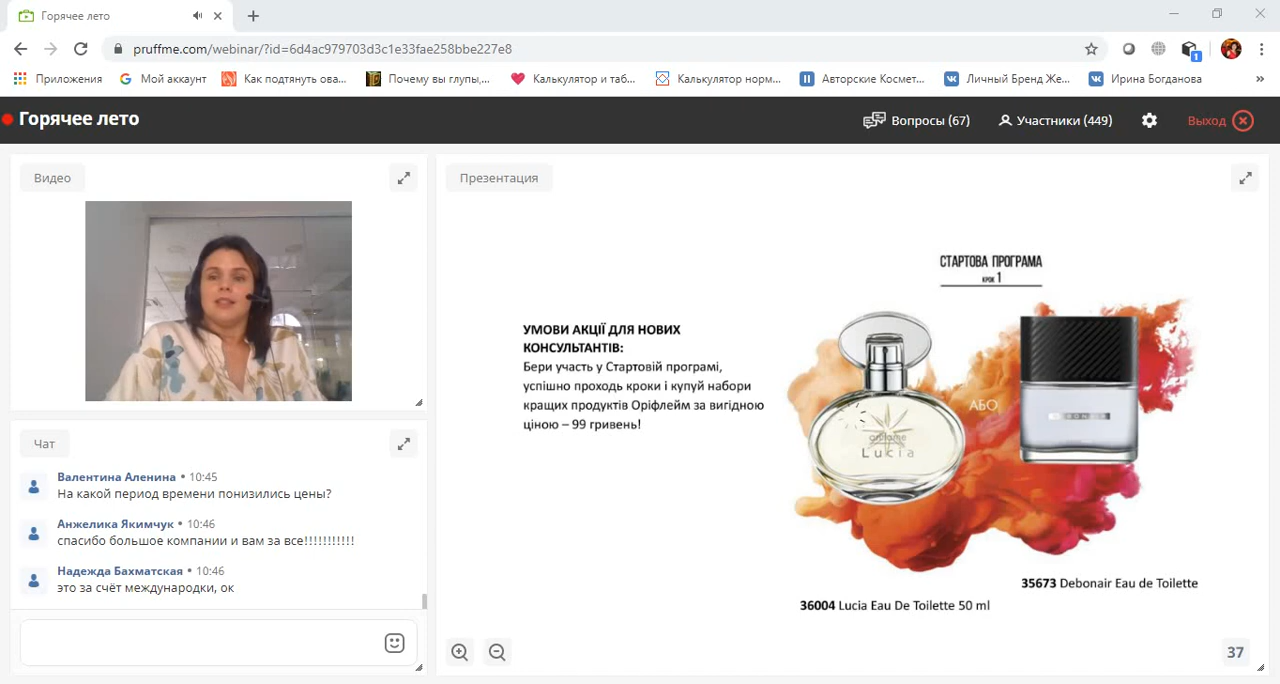 Горячее лето
pruffme.com/webinar/?id=6d4ac979703d3c1e33fae258bbe227e8
Приложения
Мой аккаунт
Как подтянуть ова...
Почему вы глупы,...
Калькулятор и таб...
Калькулятор норм...
Авторские Космет...
Личный Бренд Же...
Ирина Богданова
»
Горячее лето
Вопросы (67)
Участники (449)
Выход
Видео
Презентация
СТАРТОВА ПРОГРАМА
КРОК 1
УМОВИ АКЦІЇ ДЛЯ НОВИХ
КОНСУЛЬТАНТІВ:
Бери участь у Стартовій програмі,
успішно проходь кроки і купуй набори
кращих продуктів Оріфлейм за вигідною
ціною – 99 гривень!
АБО
oriflame
Lucia
35673 Debonair Eau de Toilette
36004 Lucia Eau De Toilette 50 ml
37
Чат
Валентина Аленина • 10:45
На какой период времени понизились цены?
Анжелика Якимчук • 10:46
спасибо большое компании и вам за все!!!!!!!!!!!
Надежда Бахматская • 10:46
это за счёт международки, ок